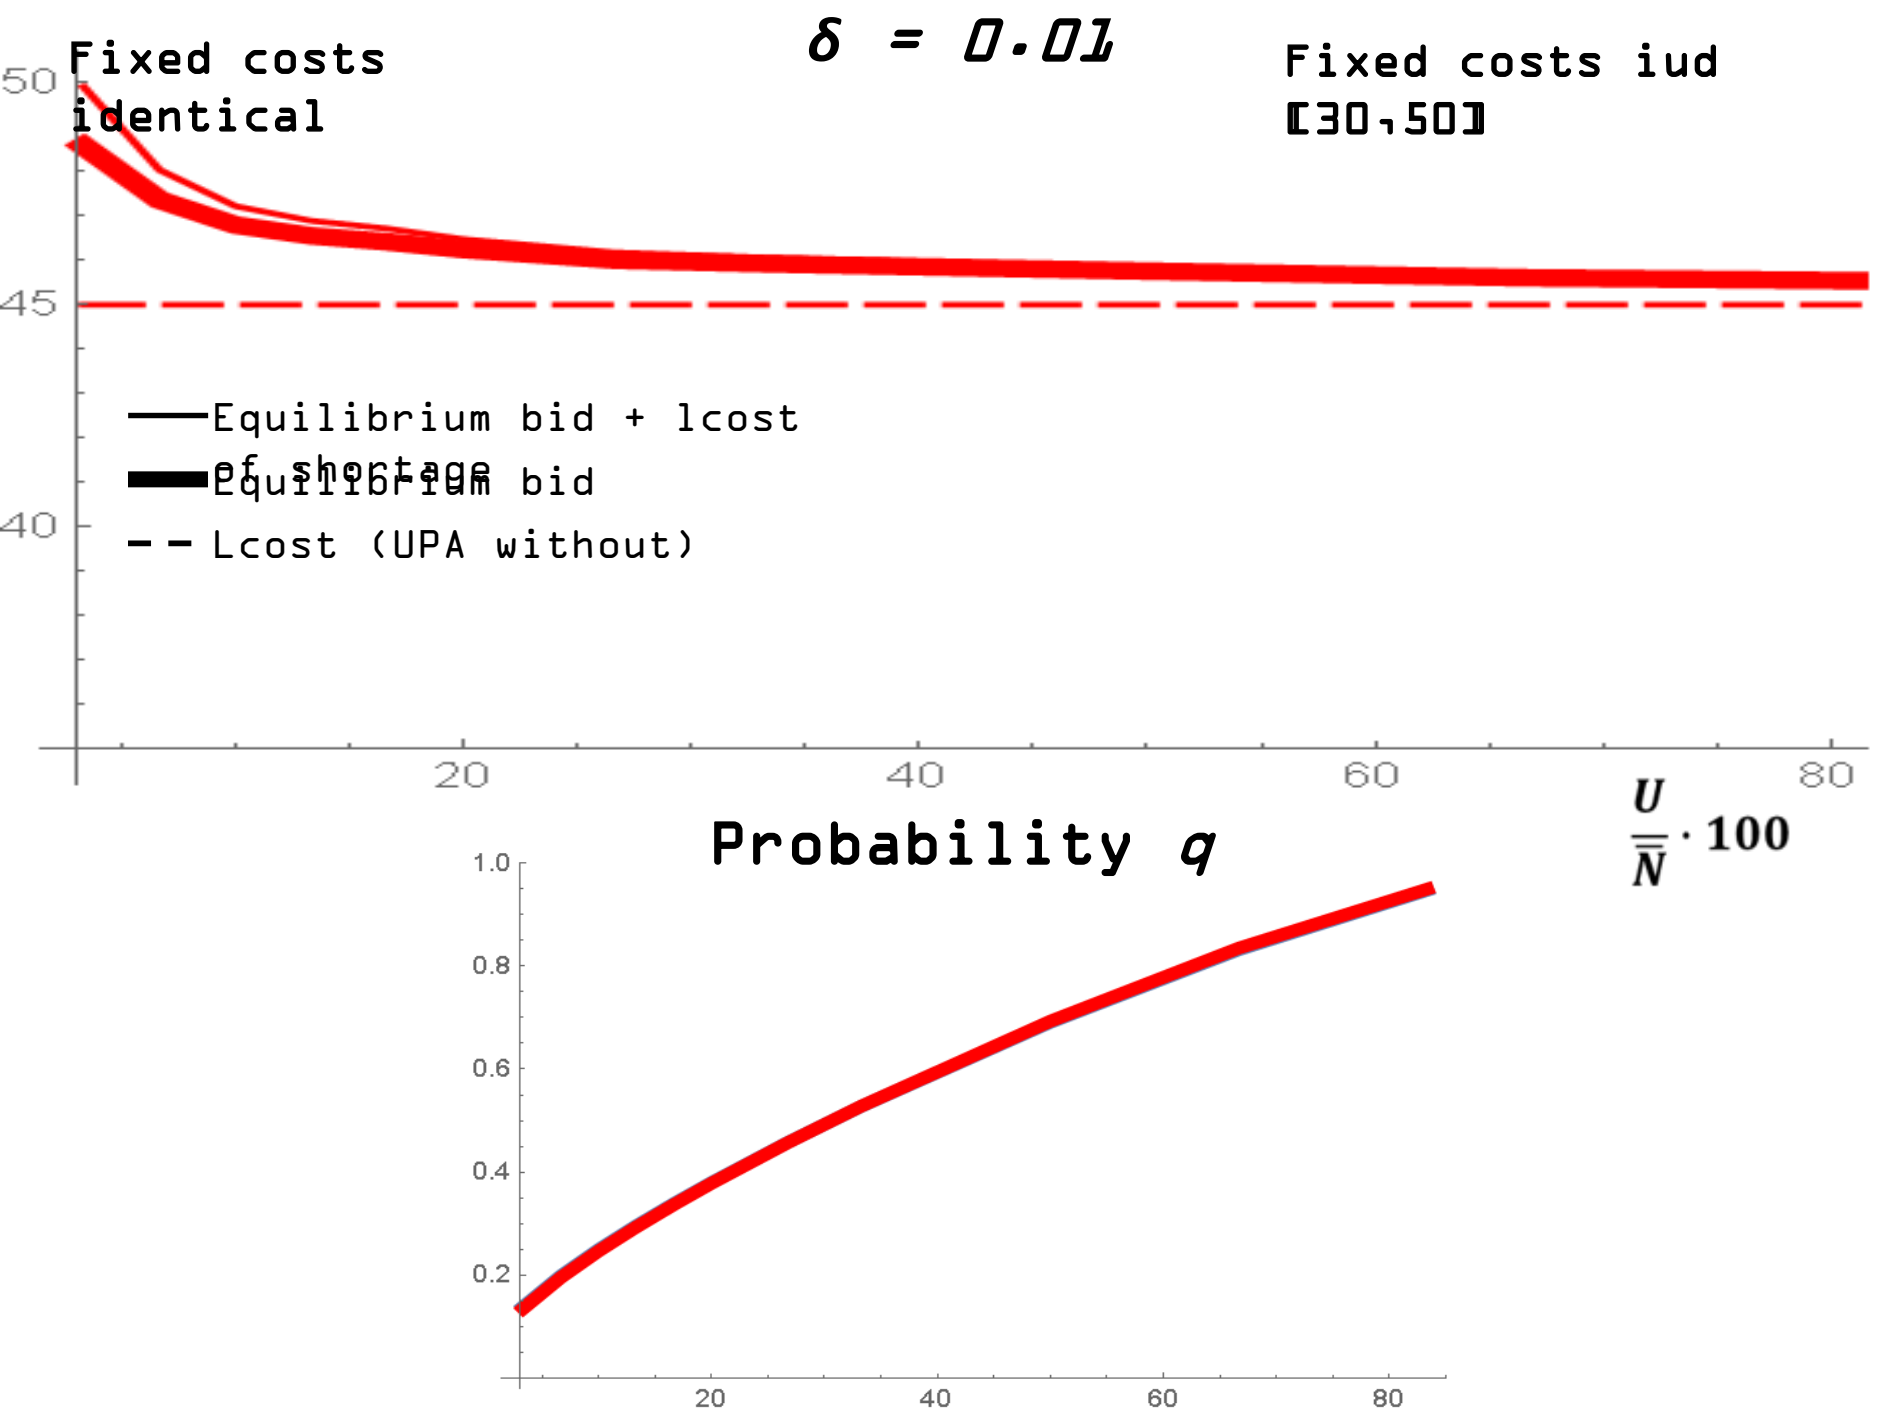 δ = 0.01
Fixed costs
identical
Fixed costs iud
[30,50]
50
45
40
Equilibrium bid + lcost
of shortage
Equilibrium bid
Lcost (UPA without)
20 40 60 80
U
N̿ · 100
Probability q
1.0
0.8
0.6
0.4
0.2
20 40 60 80